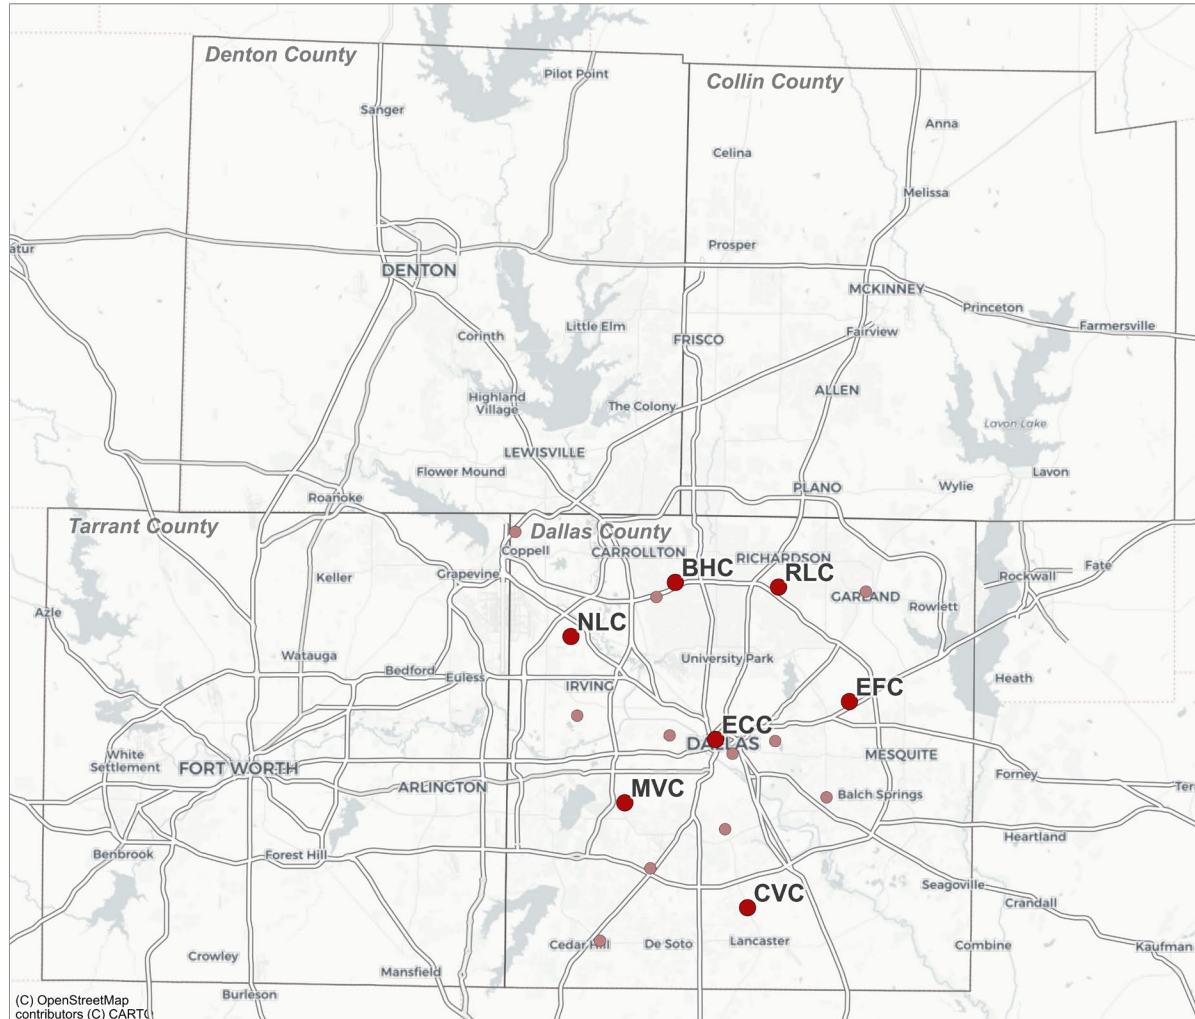 Denton County
Collin County
Pilot Point
Sanger
Anna
Celina
Melissa
Prosper
atur
DENTON
MCKINNEY
Princeton
Little Elm
Farmersville
Corinth
FRISCO
Fairview
ALLEN
Highland
Village
The Colony
Lavon Lake
LEWISVILLE
Flower Mound
Lavon
Wylie
PLANO
Roanoke
Tarrant County
Dallas County
Coppell
CARROLLTON
RICHARDSON
BHC
RLC
Fate
Rockwall
Grapevine
Keller
GARLAND
Rowlett
Azle
NLC
Watauga
University Park
Bedford
Euless
Heath
IRVING
EFC
ECC
DALLAS
White
Settlement
MESQUITE
FORT WORTH
Forney
Ter
ARLINGTON
MVC
Balch Springs
Heartland
Benbrook
Forest Hill
Seagoville
CVC
Crandall
Cedar Hill
De Soto
Lancaster
Combine
Kaufman
Crowley
Mansfield
Burleson
(C) OpenStreetMap
contributors (C) CARTO